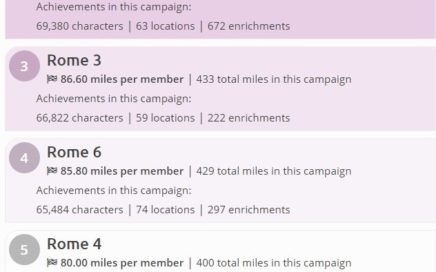 Achievements in this campaign:
69,380 characters | 63 locations | 672 enrichments
3
Rome 3
86.60 miles per member | 433 total miles in this campaign
Achievements in this campaign:
66,822 characters | 59 locations | 222 enrichments
4
Rome 6
85.80 miles per member | 429 total miles in this campaign
Achievements in this campaign:
65,484 characters | 74 locations | 297 enrichments
5
Rome 4
80.00 miles per member | 400 total miles in this campaign